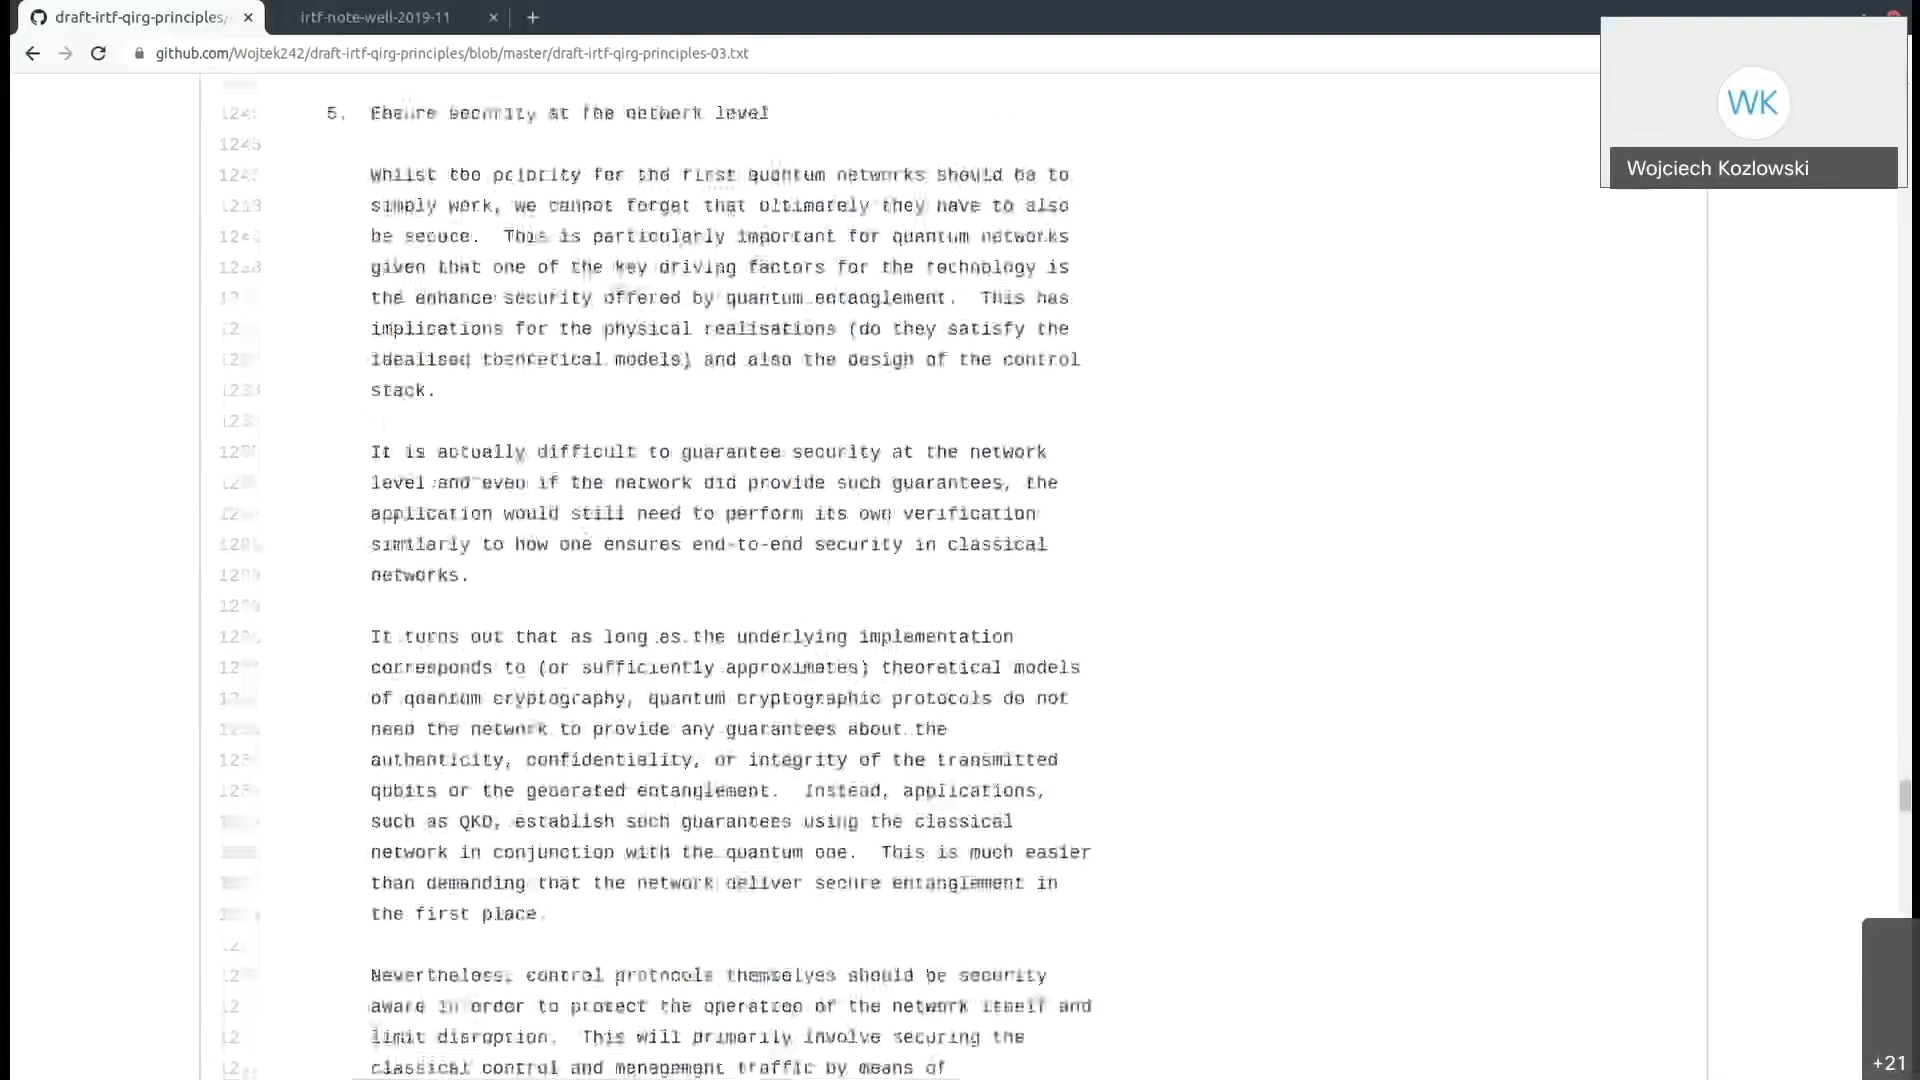 draft-irtf-qirg-principles/
irtf-note-well-2019-11
github.com/Wojtek242/draft-irtf-qirg-principles/blob/master/draft-irtf-qirg-principles-03.txt
WK
Wojciech Kozlowski
5. Ensure security at the network level
Whilst the priority for the first quantum networks should be to
simply work, we cannot forget that ultimately they have to also
be secure. This is particularly important for quantum networks
given that one of the key driving factors for the technology is
the enhance security offered by quantum entanglement. This has
implications for the physical realisations (do they satisfy the
idealised theoretical models) and also the design of the control
stack.
It is actually difficult to guarantee security at the network
level and even if the network did provide such guarantees, the
application would still need to perform its own verification
similarly to how one ensures end-to-end security in classical
networks.
It turns out that as long as the underlying implementation
corresponds to (or sufficiently approximates) theoretical models
of quantum cryptography, quantum cryptographic protocols do not
need the network to provide any guarantees about the
authenticity, confidentiality, or integrity of the transmitted
qubits or the generated entanglement. Instead, applications,
such as QKD, establish such guarantees using the classical
network in conjunction with the quantum one. This is much easier
than demanding that the network deliver secure entanglement in
the first place.
Nevertheless, control protocols themselves should be security
aware in order to protect the operation of the network itself and
limit disruption. This will primarily involve securing the
classical control and management traffic by means of
+21